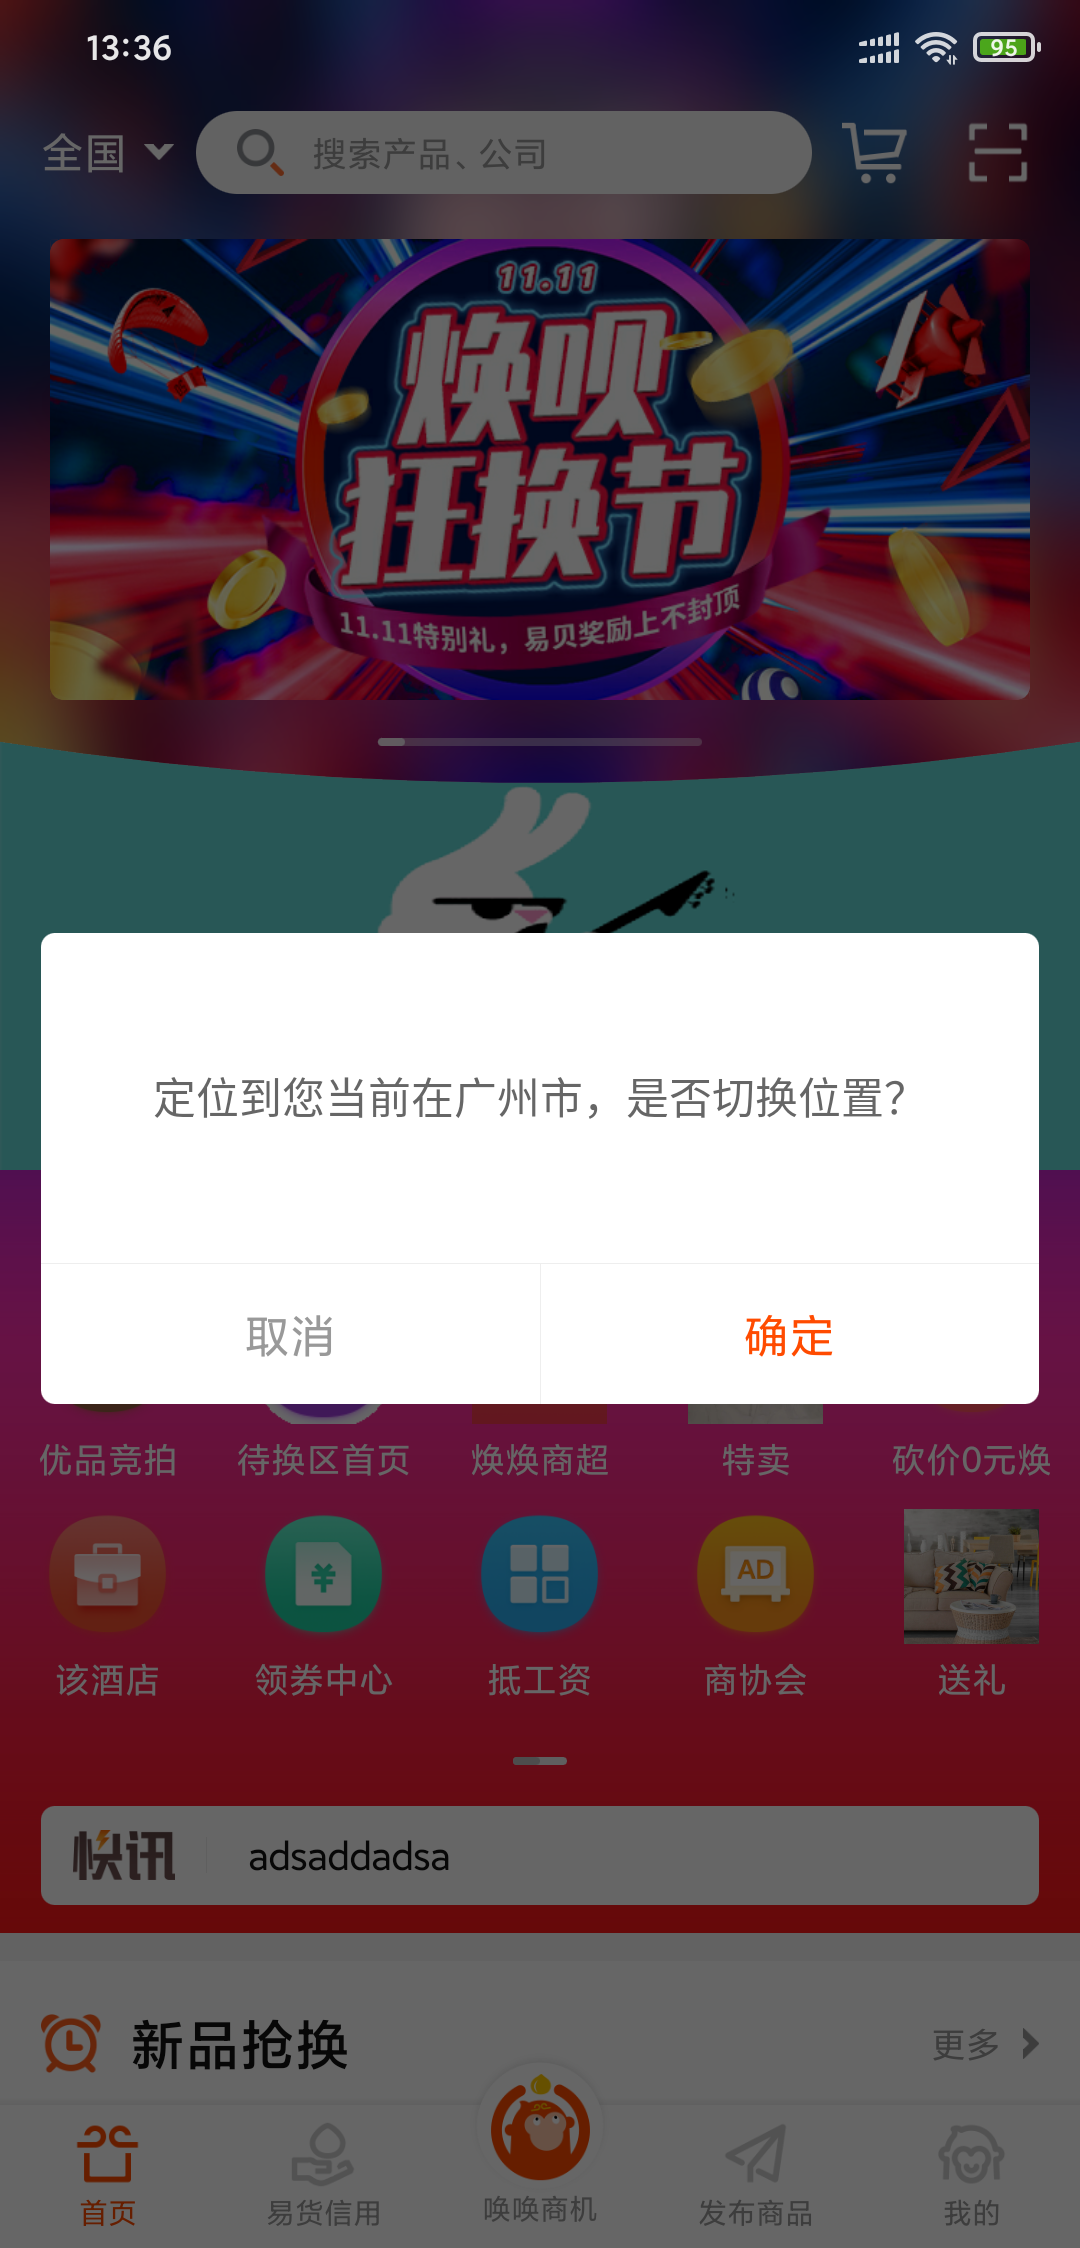 13:36
95
全国
搜索产品、公司
11.11
焕呗
狂换节
11.11特别礼，易贝奖励上不封顶
定位到您当前在广州市，是否切换位置?
取消
确定
优品竞拍
待换区首页
焕焕商超
特卖
砍价0元焕
AD
该酒店
领券中心
抵工资
商协会
送礼
快讯
adsaddadsa
新品抢换
更多
首页
易货信用
唤唤商机
发布商品
我的